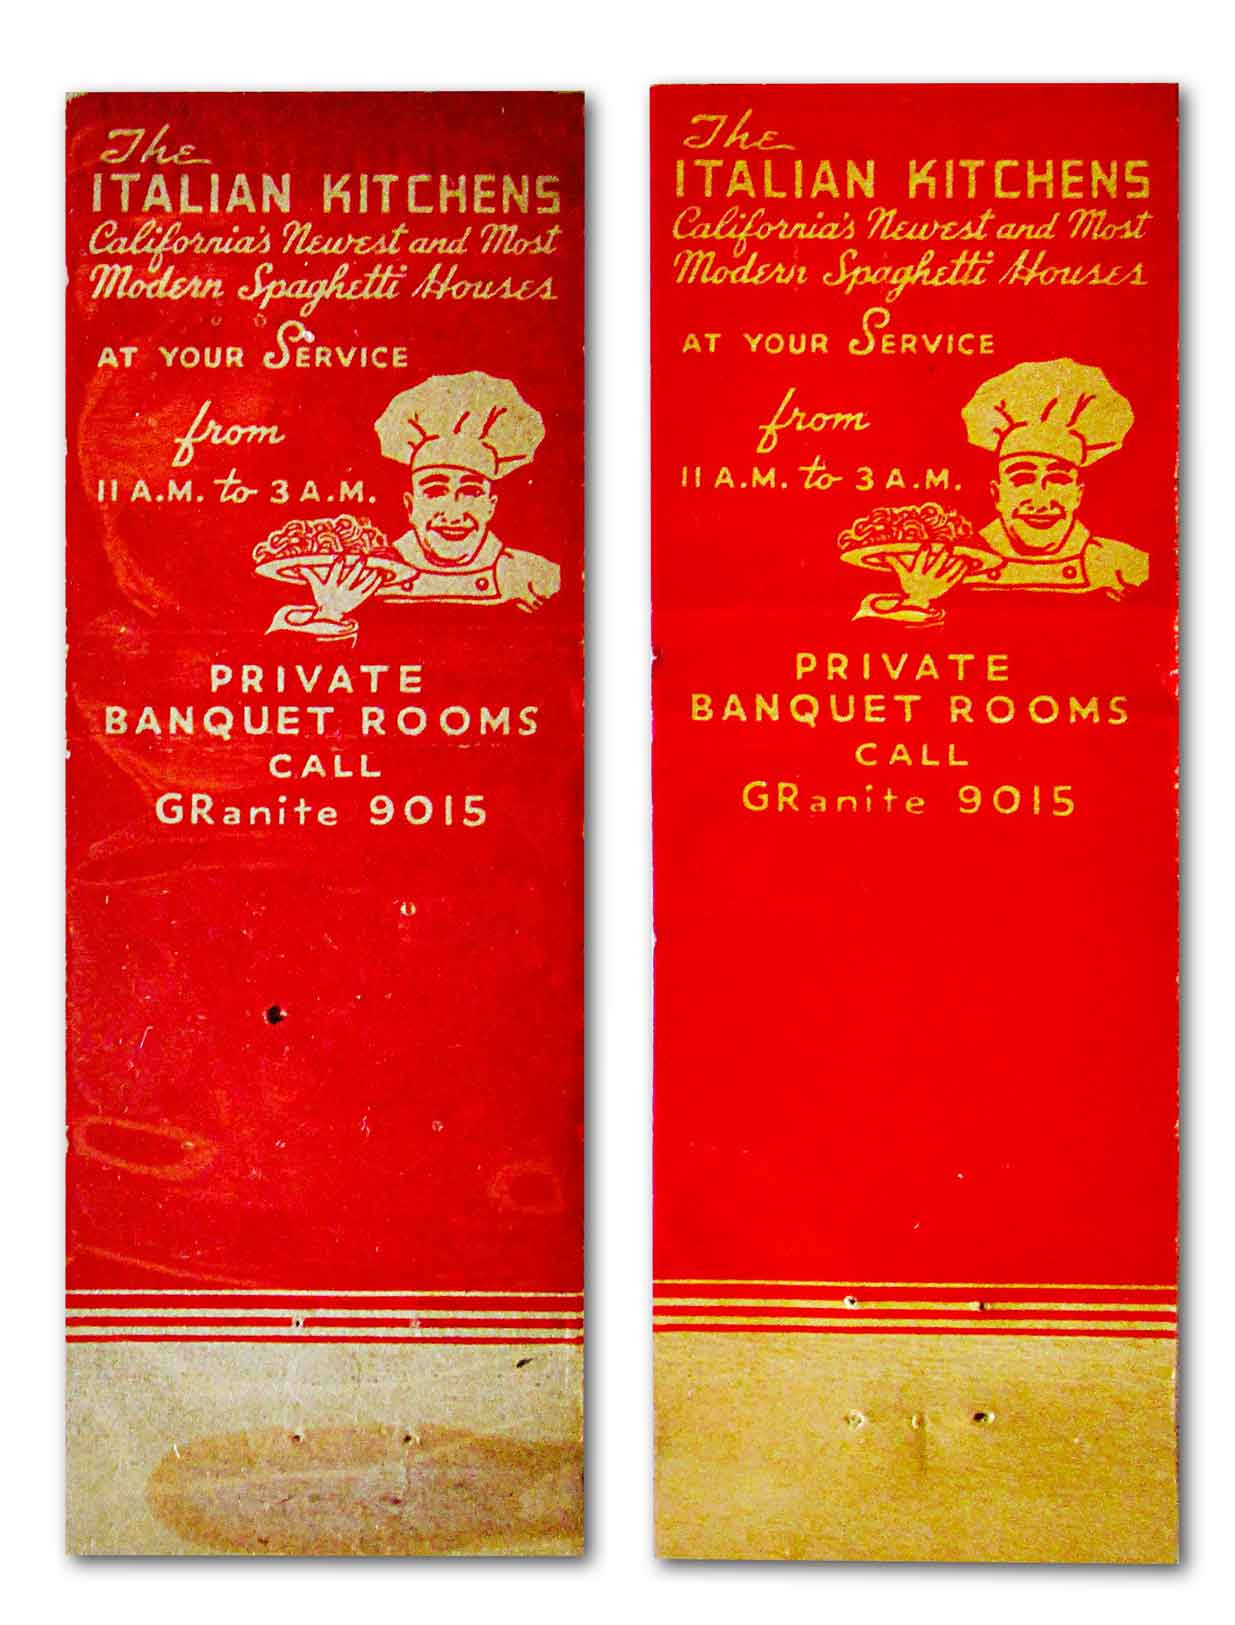 The
ITALIAN KITCHENS
California's Newest and Most
Modern Spaghetti Houses
AT YOUR SERVICE
from
11 A.M. to 3 A.M.
PRIVATE
BANQUET ROOMS
CALL
GRanite 9015
The
ITALIAN KITCHENS
California's Newest and Most
Modern Spaghetti Houses
AT YOUR SERVICE
from
11 A.M. to 3 A.M.
PRIVATE
BANQUET ROOMS
CALL
GRanite 9015